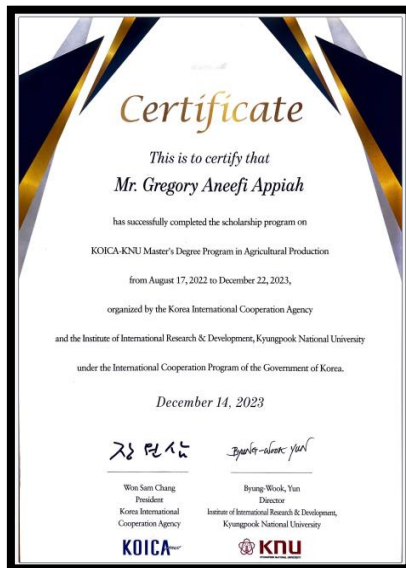 Certificate
This is to certify that
Mr. Gregory Aneefi Appiah
has successfully completed the scholarship program on
KOICA-KNU Master's Degree Program in Agricultural Production
from August 17, 2022 to December 22, 2023,
organized by the Korea International Cooperation Agency
and the Institute of International Research & Development, Kyungpook National University
under the International Cooperation Program of the Government of Korea.
December 14, 2023
장원삼 BYUNG-WOOK YUN
Won Sam Chang
President
Korea International
Cooperation Agency
Byung-Wook, Yun
Director
Institute of International Research & Development,
Kyungpook National University
KOICA
KNU